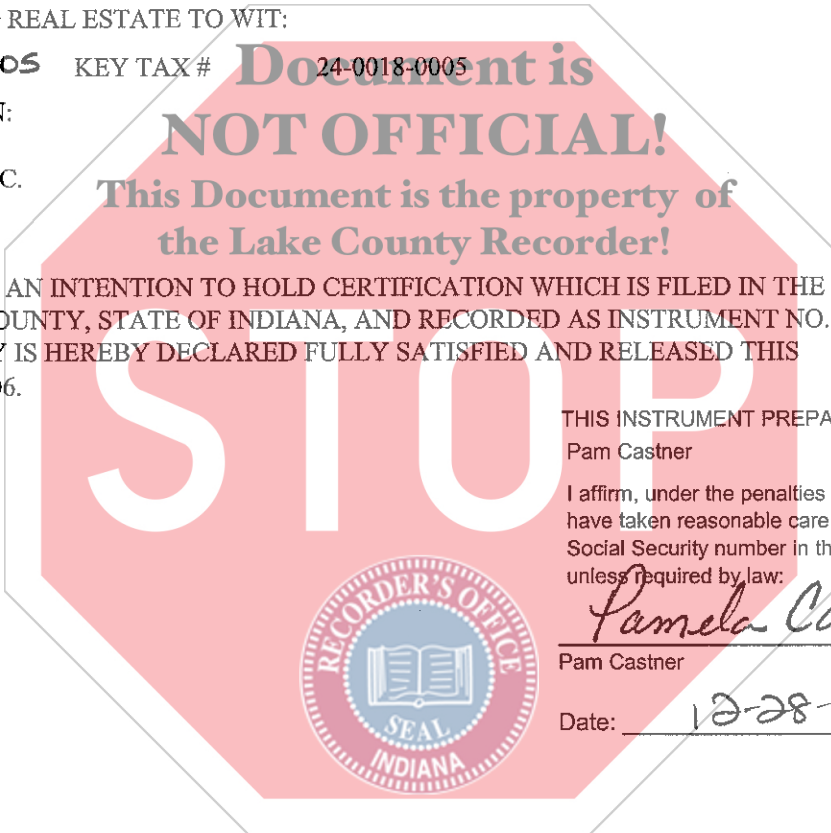 REAL ESTATE TO WIT:
05 KEY TAX # 24-0018-0005
Document is
NOT OFFICIAL!
C.
This Document is the property of
the Lake County Recorder!
AN INTENTION TO HOLD CERTIFICATION WHICH IS FILED IN THE
OUNTY, STATE OF INDIANA, AND RECORDED AS INSTRUMENT NO.
Y IS HEREBY DECLARED FULLY SATISFIED AND RELEASED THIS
06.
STOP
THIS INSTRUMENT PREPA
Pam Castner
I affirm, under the penalties
have taken reasonable care
Social Security number in th
unless required by law:
Pamela Ca
Pam Castner
Date: 12-28-
RECORDER'S OFFICE
SEAL
INDIANA